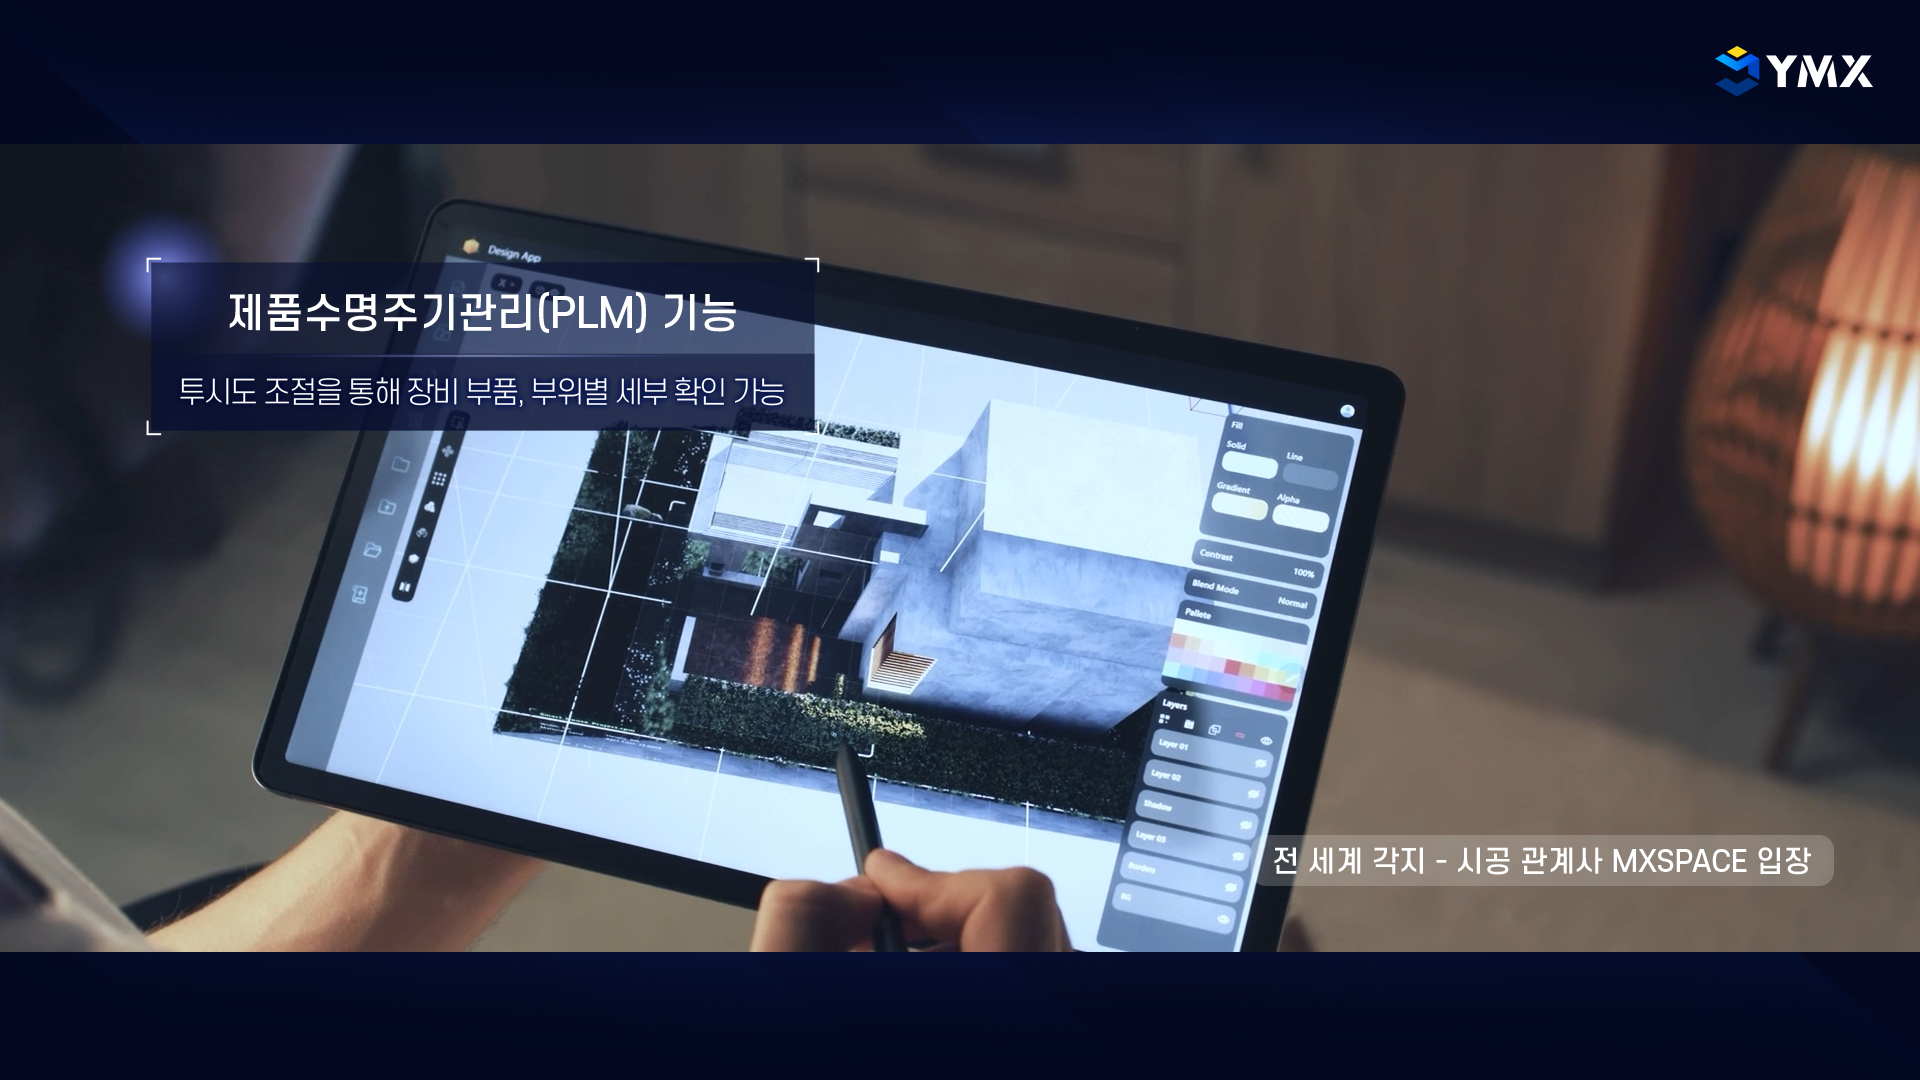 YMX
Design App
제품수명주기관리(PLM) 기능
투시도 조절을 통해 장비 부품, 부위별 세부 확인 가능
Fill
Solid
Line
Gradient
Alpha
Contrast
100%
Blend Mode
Normal
Pallete
Layers
Layer 01
Layer 02
Shadow
Layer 03
Borders
BG
전 세계 각지 - 시공 관계사 MXSPACE 입장